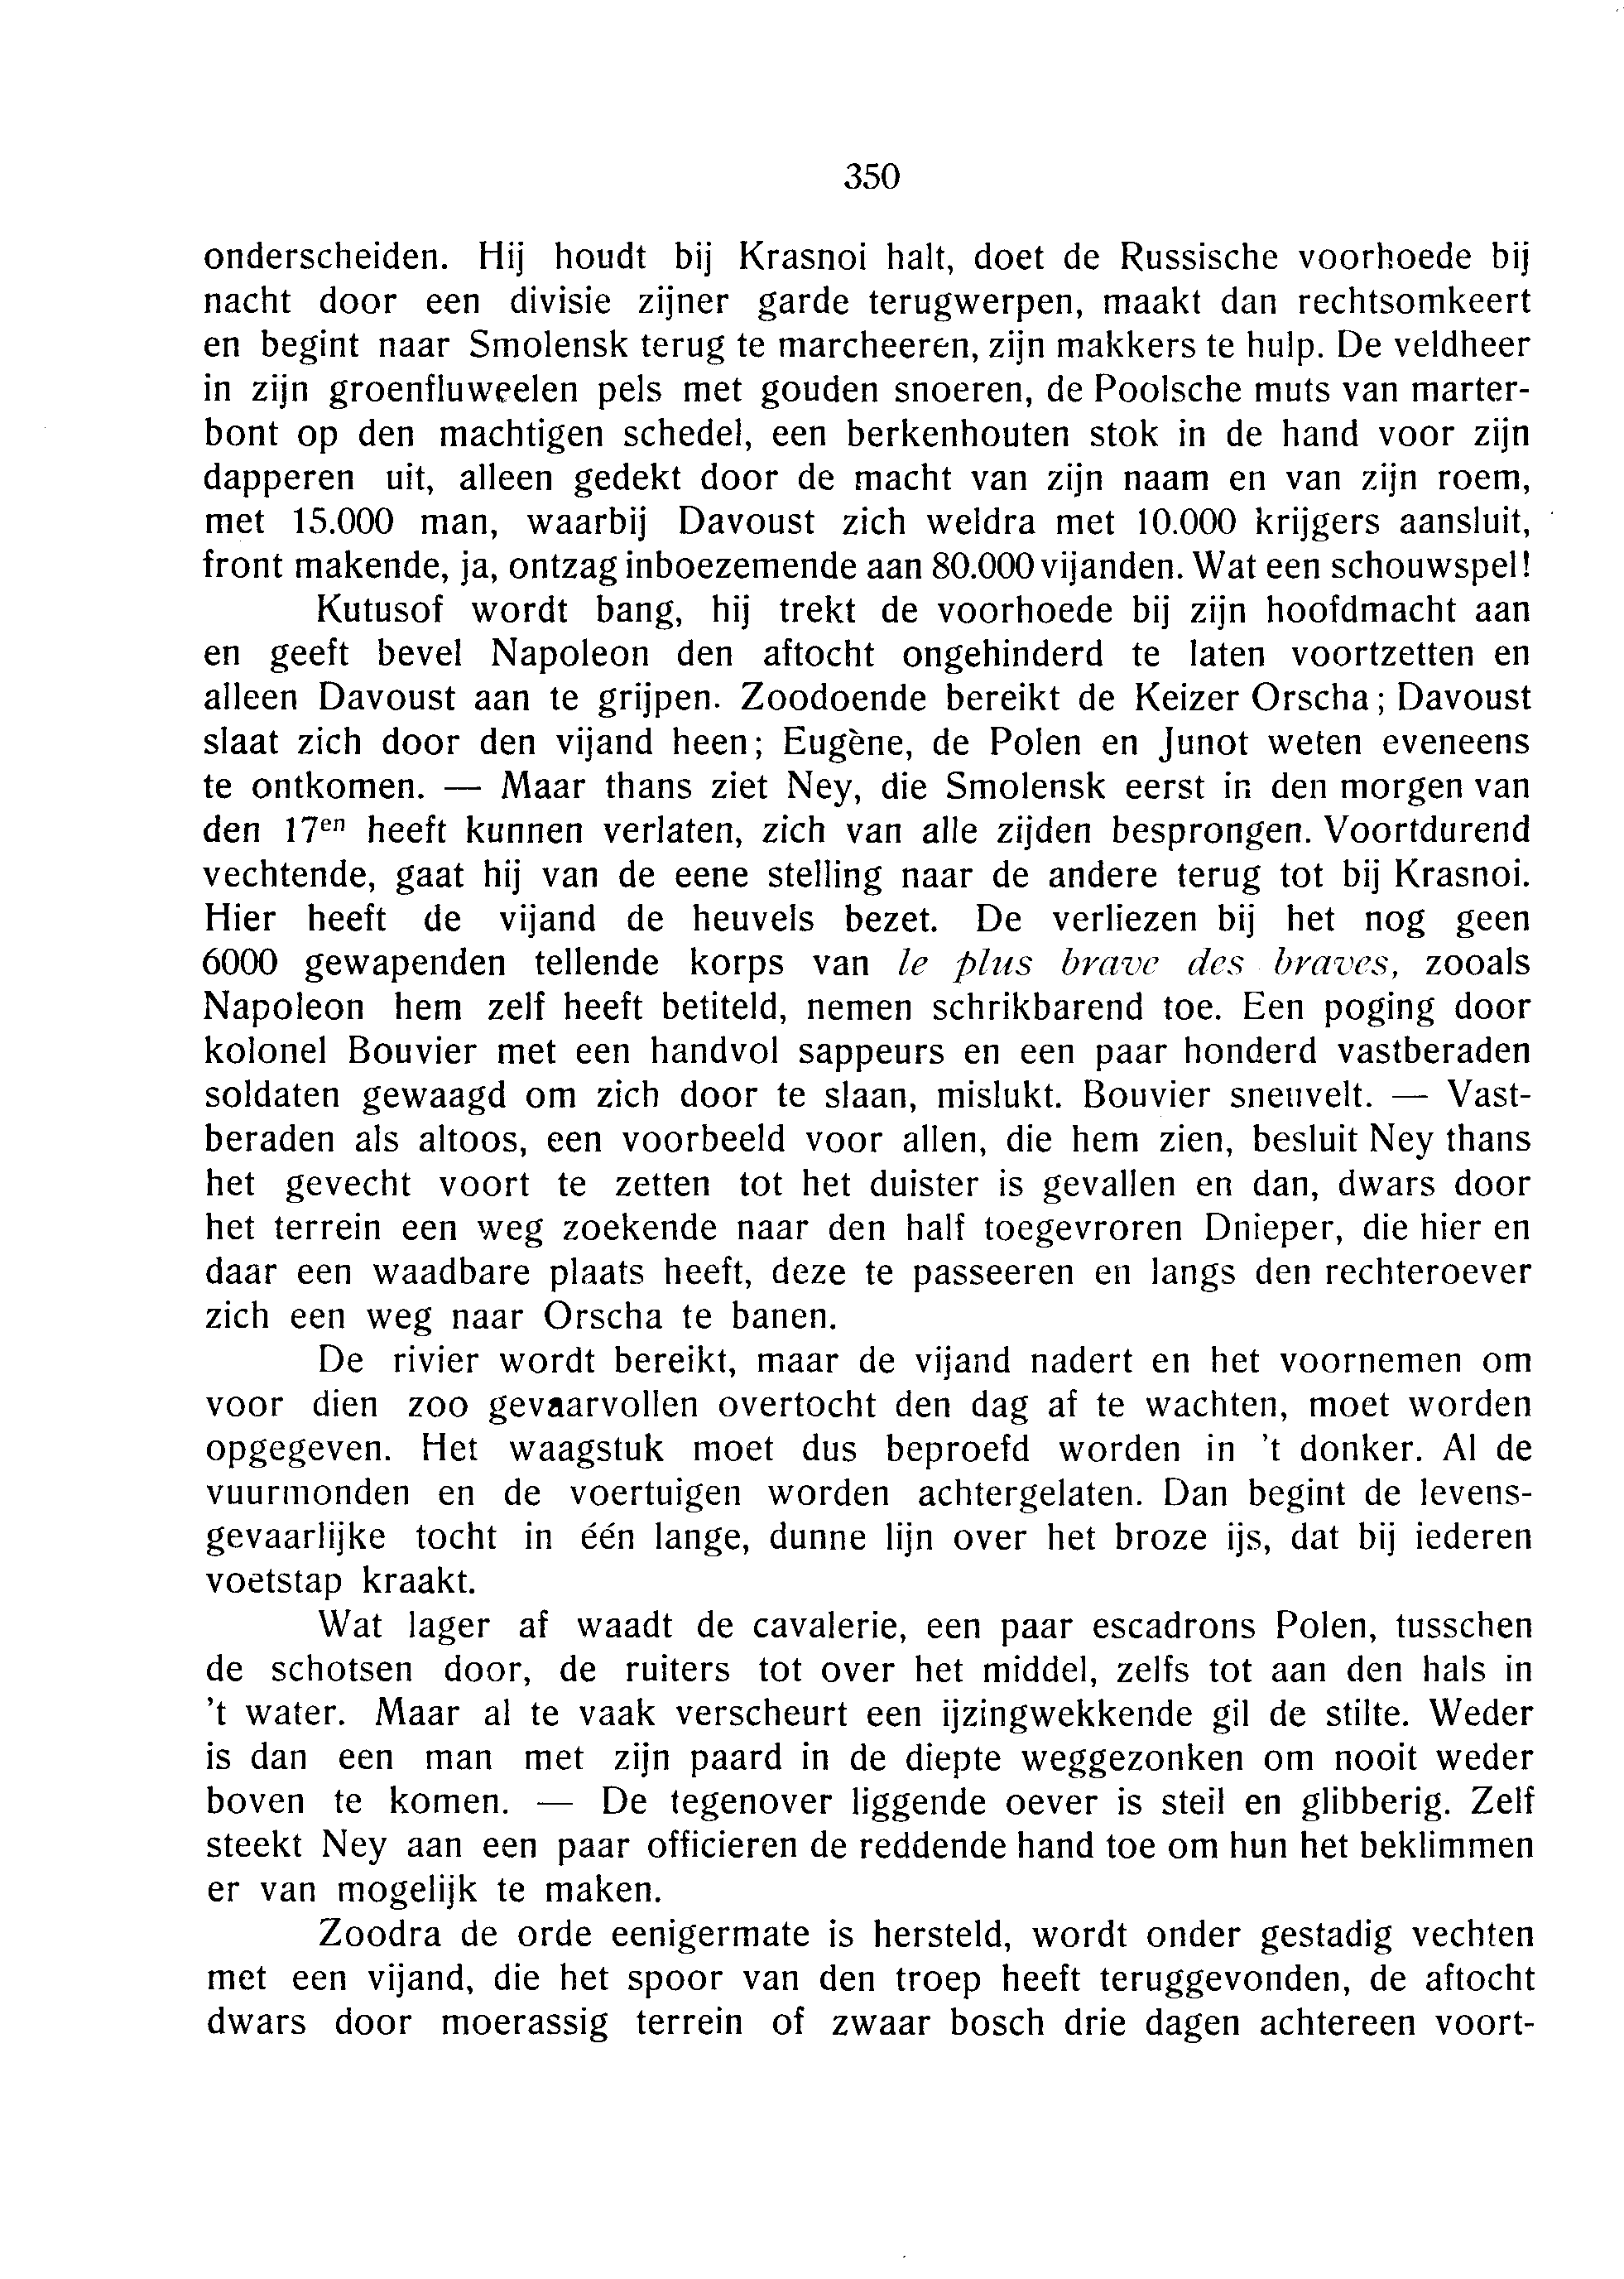 350
onderscheiden. Hij houdt bij Krasnoi halt, doet de Russische voorhoede bij
nacht door een divisie zijner garde terugwerpen, maakt dan rechtsomkeert
en begint naar Smolensk terug te marcheeren, zijn makkers te hulp. De veldheer
in zijn groenfluweelen pels met gouden snoeren, de Poolsche muts van marter-
bont op den machtigen schedel, een berkenhouten stok in de hand voor zijn
dapperen uit, alleen gedekt door de macht van zijn naam en van zijn roem,
met 15.000 man, waarbij Davoust zich weldra met 10.000 krijgers aansluit,
front makende, ja, ontzag inboezemende aan 80.000 vijanden. Wat een schouwspel!
Kutusof wordt bang, hij trekt de voorhoede bij zijn hoofdmacht aan
en geeft bevel Napoleon den aftocht ongehinderd te laten voortzetten en
alleen Davoust aan te grijpen. Zoodoende bereikt de Keizer Orscha; Davoust
slaat zich door den vijand heen; Eugène, de Polen en Junot weten eveneens
te ontkomen. — Maar thans ziet Ney, die Smolensk eerst in den morgen van
den 17en heeft kunnen verlaten, zich van alle zijden besprongen. Voortdurend
vechtende, gaat hij van de eene stelling naar de andere terug tot bij Krasnoi.
Hier heeft de vijand de heuvels bezet. De verliezen bij het nog geen
6000 gewapenden tellende korps van le plus brave des braves, zooals
Napoleon hem zelf heeft betiteld, nemen schrikbarend toe. Een poging door
kolonel Bouvier met een handvol sappeurs en een paar honderd vastberaden
soldaten gewaagd om zich door te slaan, mislukt. Bouvier sneuvelt. — Vast-
beraden als altoos, een voorbeeld voor allen, die hem zien, besluit Ney thans
het gevecht voort te zetten tot het duister is gevallen en dan, dwars door
het terrein een weg zoekende naar den half toegevroren Dnieper, die hier en
daar een waadbare plaats heeft, deze te passeeren en langs den rechteroever
zich een weg naar Orscha te banen.
De rivier wordt bereikt, maar de vijand nadert en het voornemen om
voor dien zoo gevaarvollen overtocht den dag af te wachten, moet worden
opgegeven. Het waagstuk moet dus beproefd worden in 't donker. Al de
vuurmonden en de voertuigen worden achtergelaten. Dan begint de levens-
gevaarlijke tocht in één lange, dunne lijn over het broze ijs, dat bij iederen
voetstap kraakt.
Wat lager af waadt de cavalerie, een paar escadrons Polen, tusschen
de schotsen door, de ruiters tot over het middel, zelfs tot aan den hals in
't water. Maar al te vaak verscheurt een ijzingwekkende gil de stilte. Weder
is dan een man met zijn paard in de diepte weggezonken om nooit weder
boven te komen. — De tegenover liggende oever is steil en glibberig. Zelf
steekt Ney aan een paar officieren de reddende hand toe om hun het beklimmen
er van mogelijk te maken.
Zoodra de orde eenigermate is hersteld, wordt onder gestadig vechten
met een vijand, die het spoor van den troep heeft teruggevonden, de aftocht
dwars door moerassig terrein of zwaar bosch drie dagen achtereen voort-